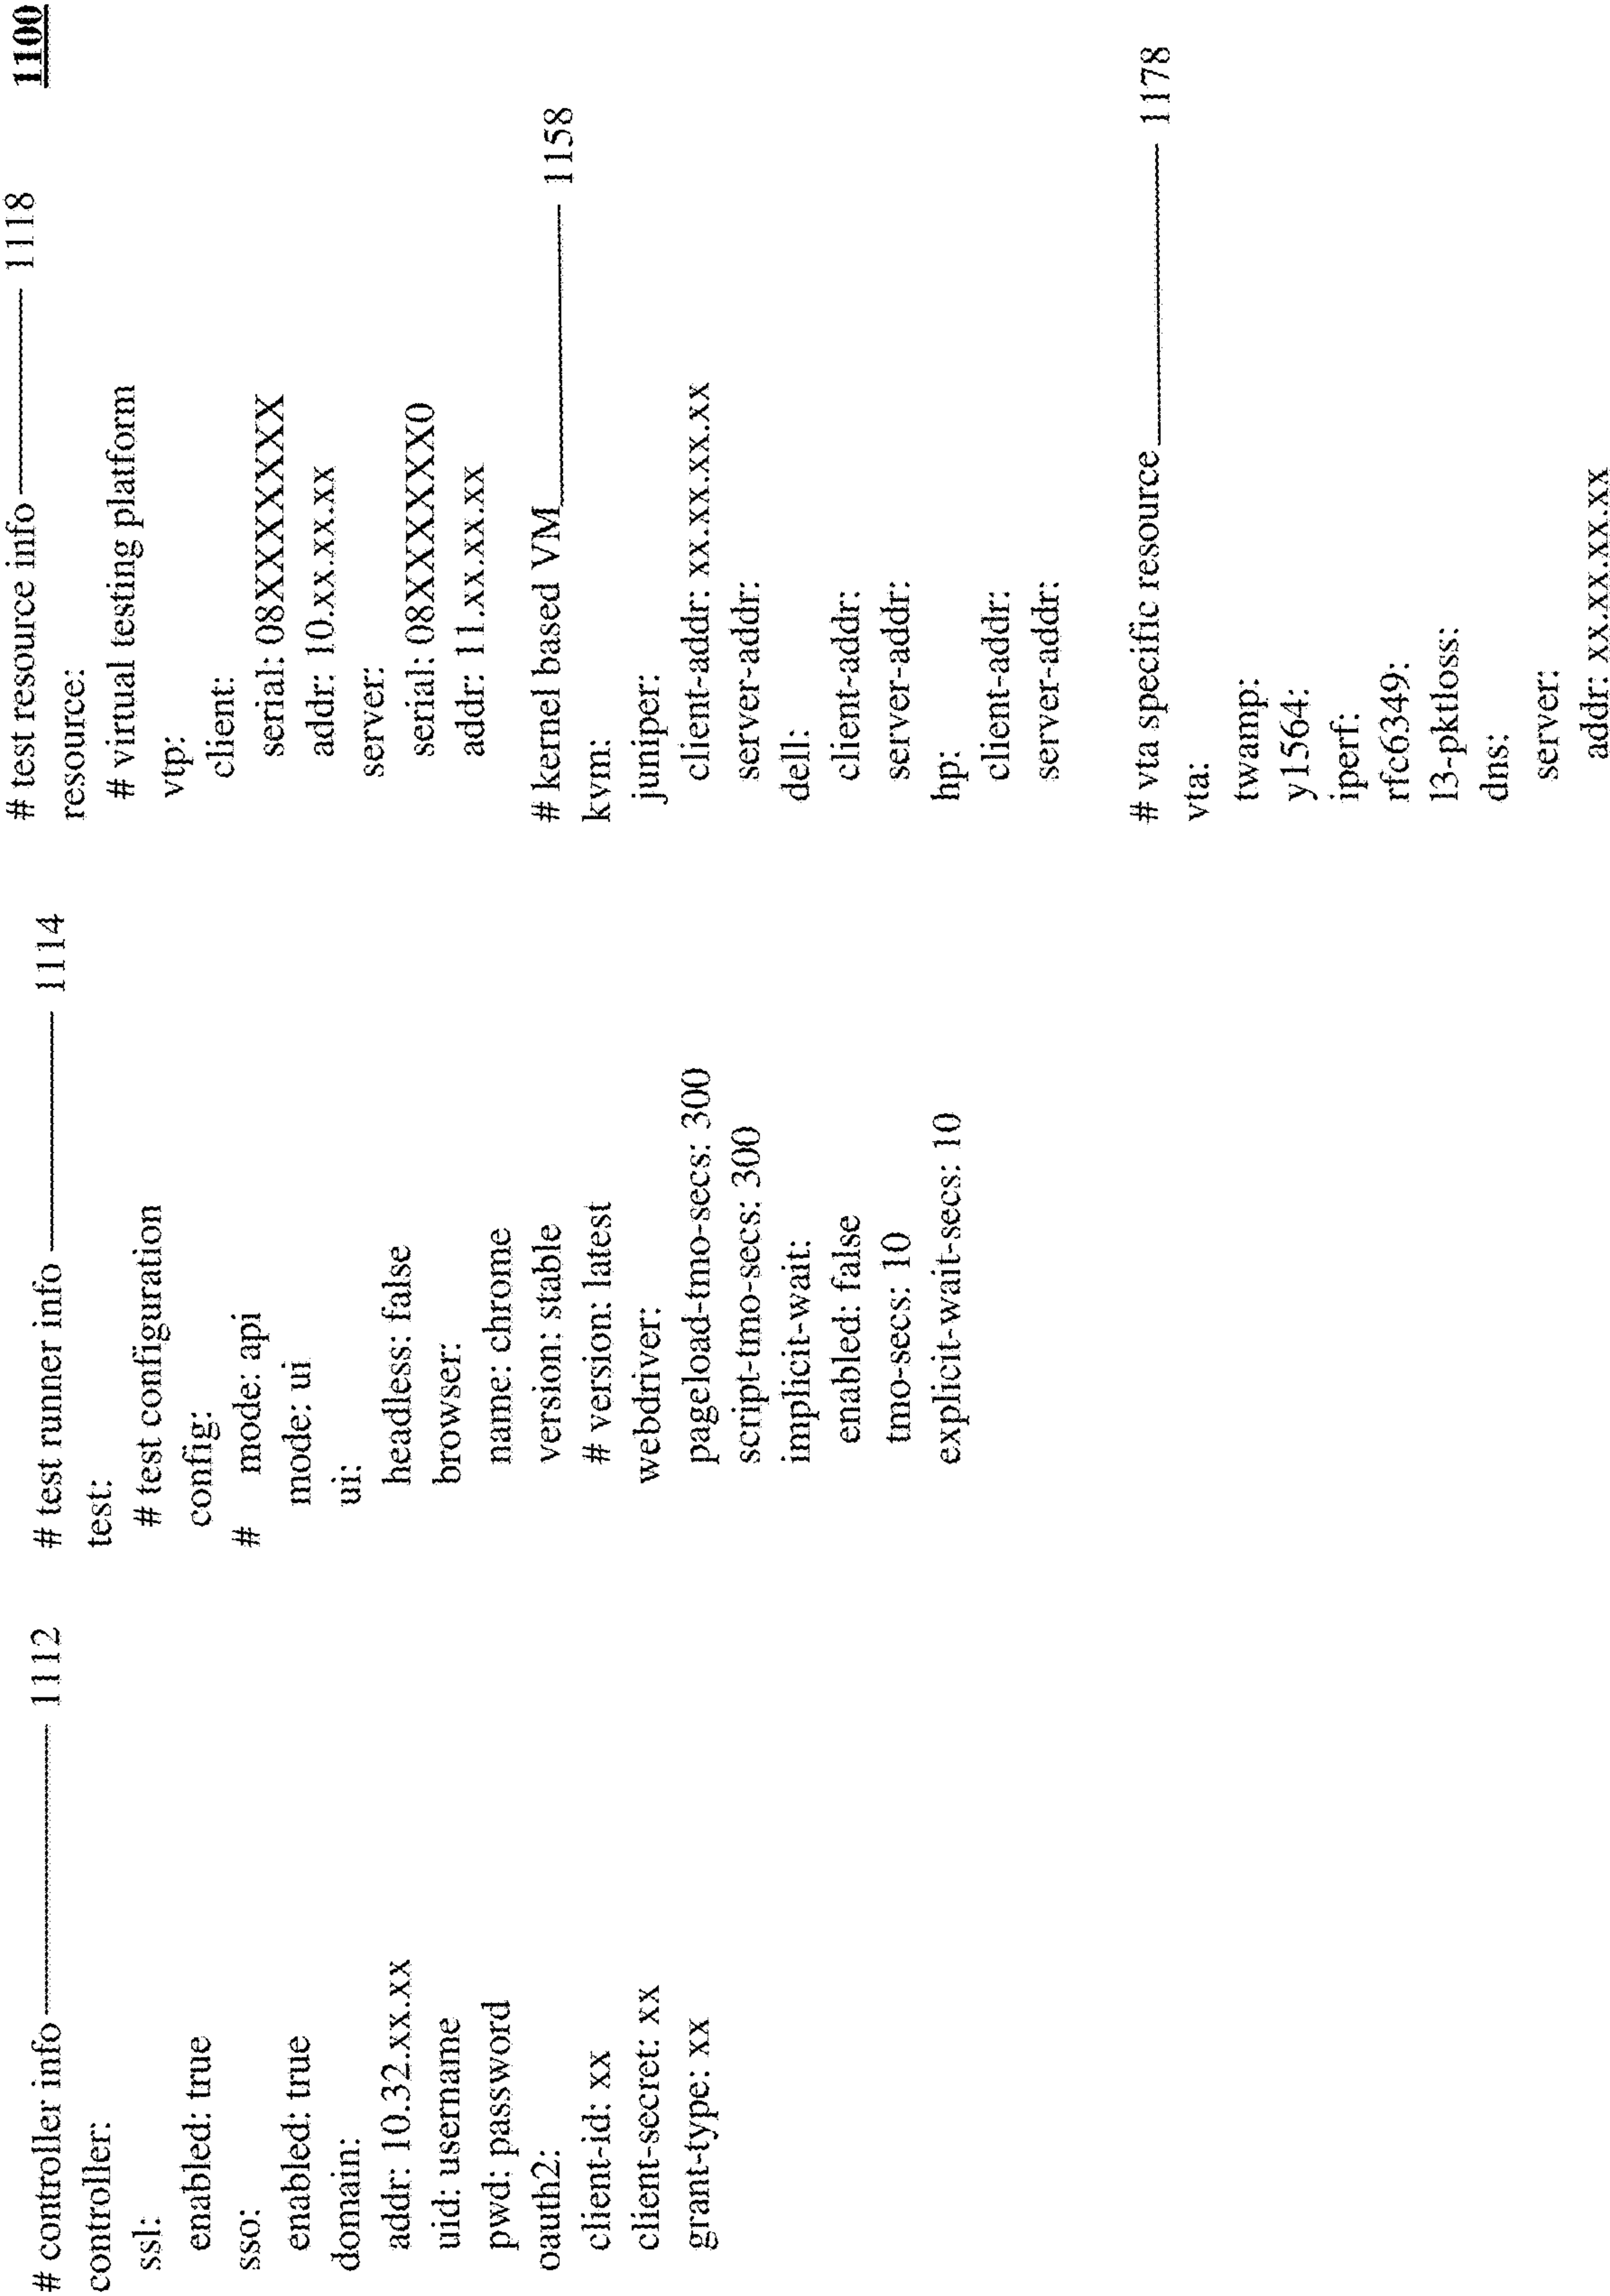 1100
# controller info 1112
controller:
ssl:
enabled: true
sso:
enabled: true
domain:
addr: 10.32.xx.xx
uid: username
pwd: password
oauth2:
client-id: xx
client-secret: xx
grant-type: xx
# test runner info 1114
test:
# test configuration
config:
# mode: api
mode: ui
ui:
headless: false
browser:
name: chrome
version: stable
# version: latest
webdriver:
pageload-tmo-secs: 300
script-tmo-secs: 300
implicit-wait:
enabled: false
tmo-secs: 10
explicit-wait-secs: 10
# test resource info 1118
resource:
# virtual testing platform
vtp:
client:
serial: 08XXXXXXXX
addr: 10.xx.xx.xx
server:
serial: 08XXXXXXX0
addr: 11.xx.xx.xx
# kernel based VM 1158
kvm:
juniper:
client-addr: xx.xx.xx.xx
server-addr:
dell:
client-addr:
server-addr:
hp:
client-addr:
server-addr:
# vta specific resource 1178
vta:
twamp:
y1564:
iperf:
rfc6349:
l3-pktloss:
dns:
server:
addr: xx.xx.xx.xx